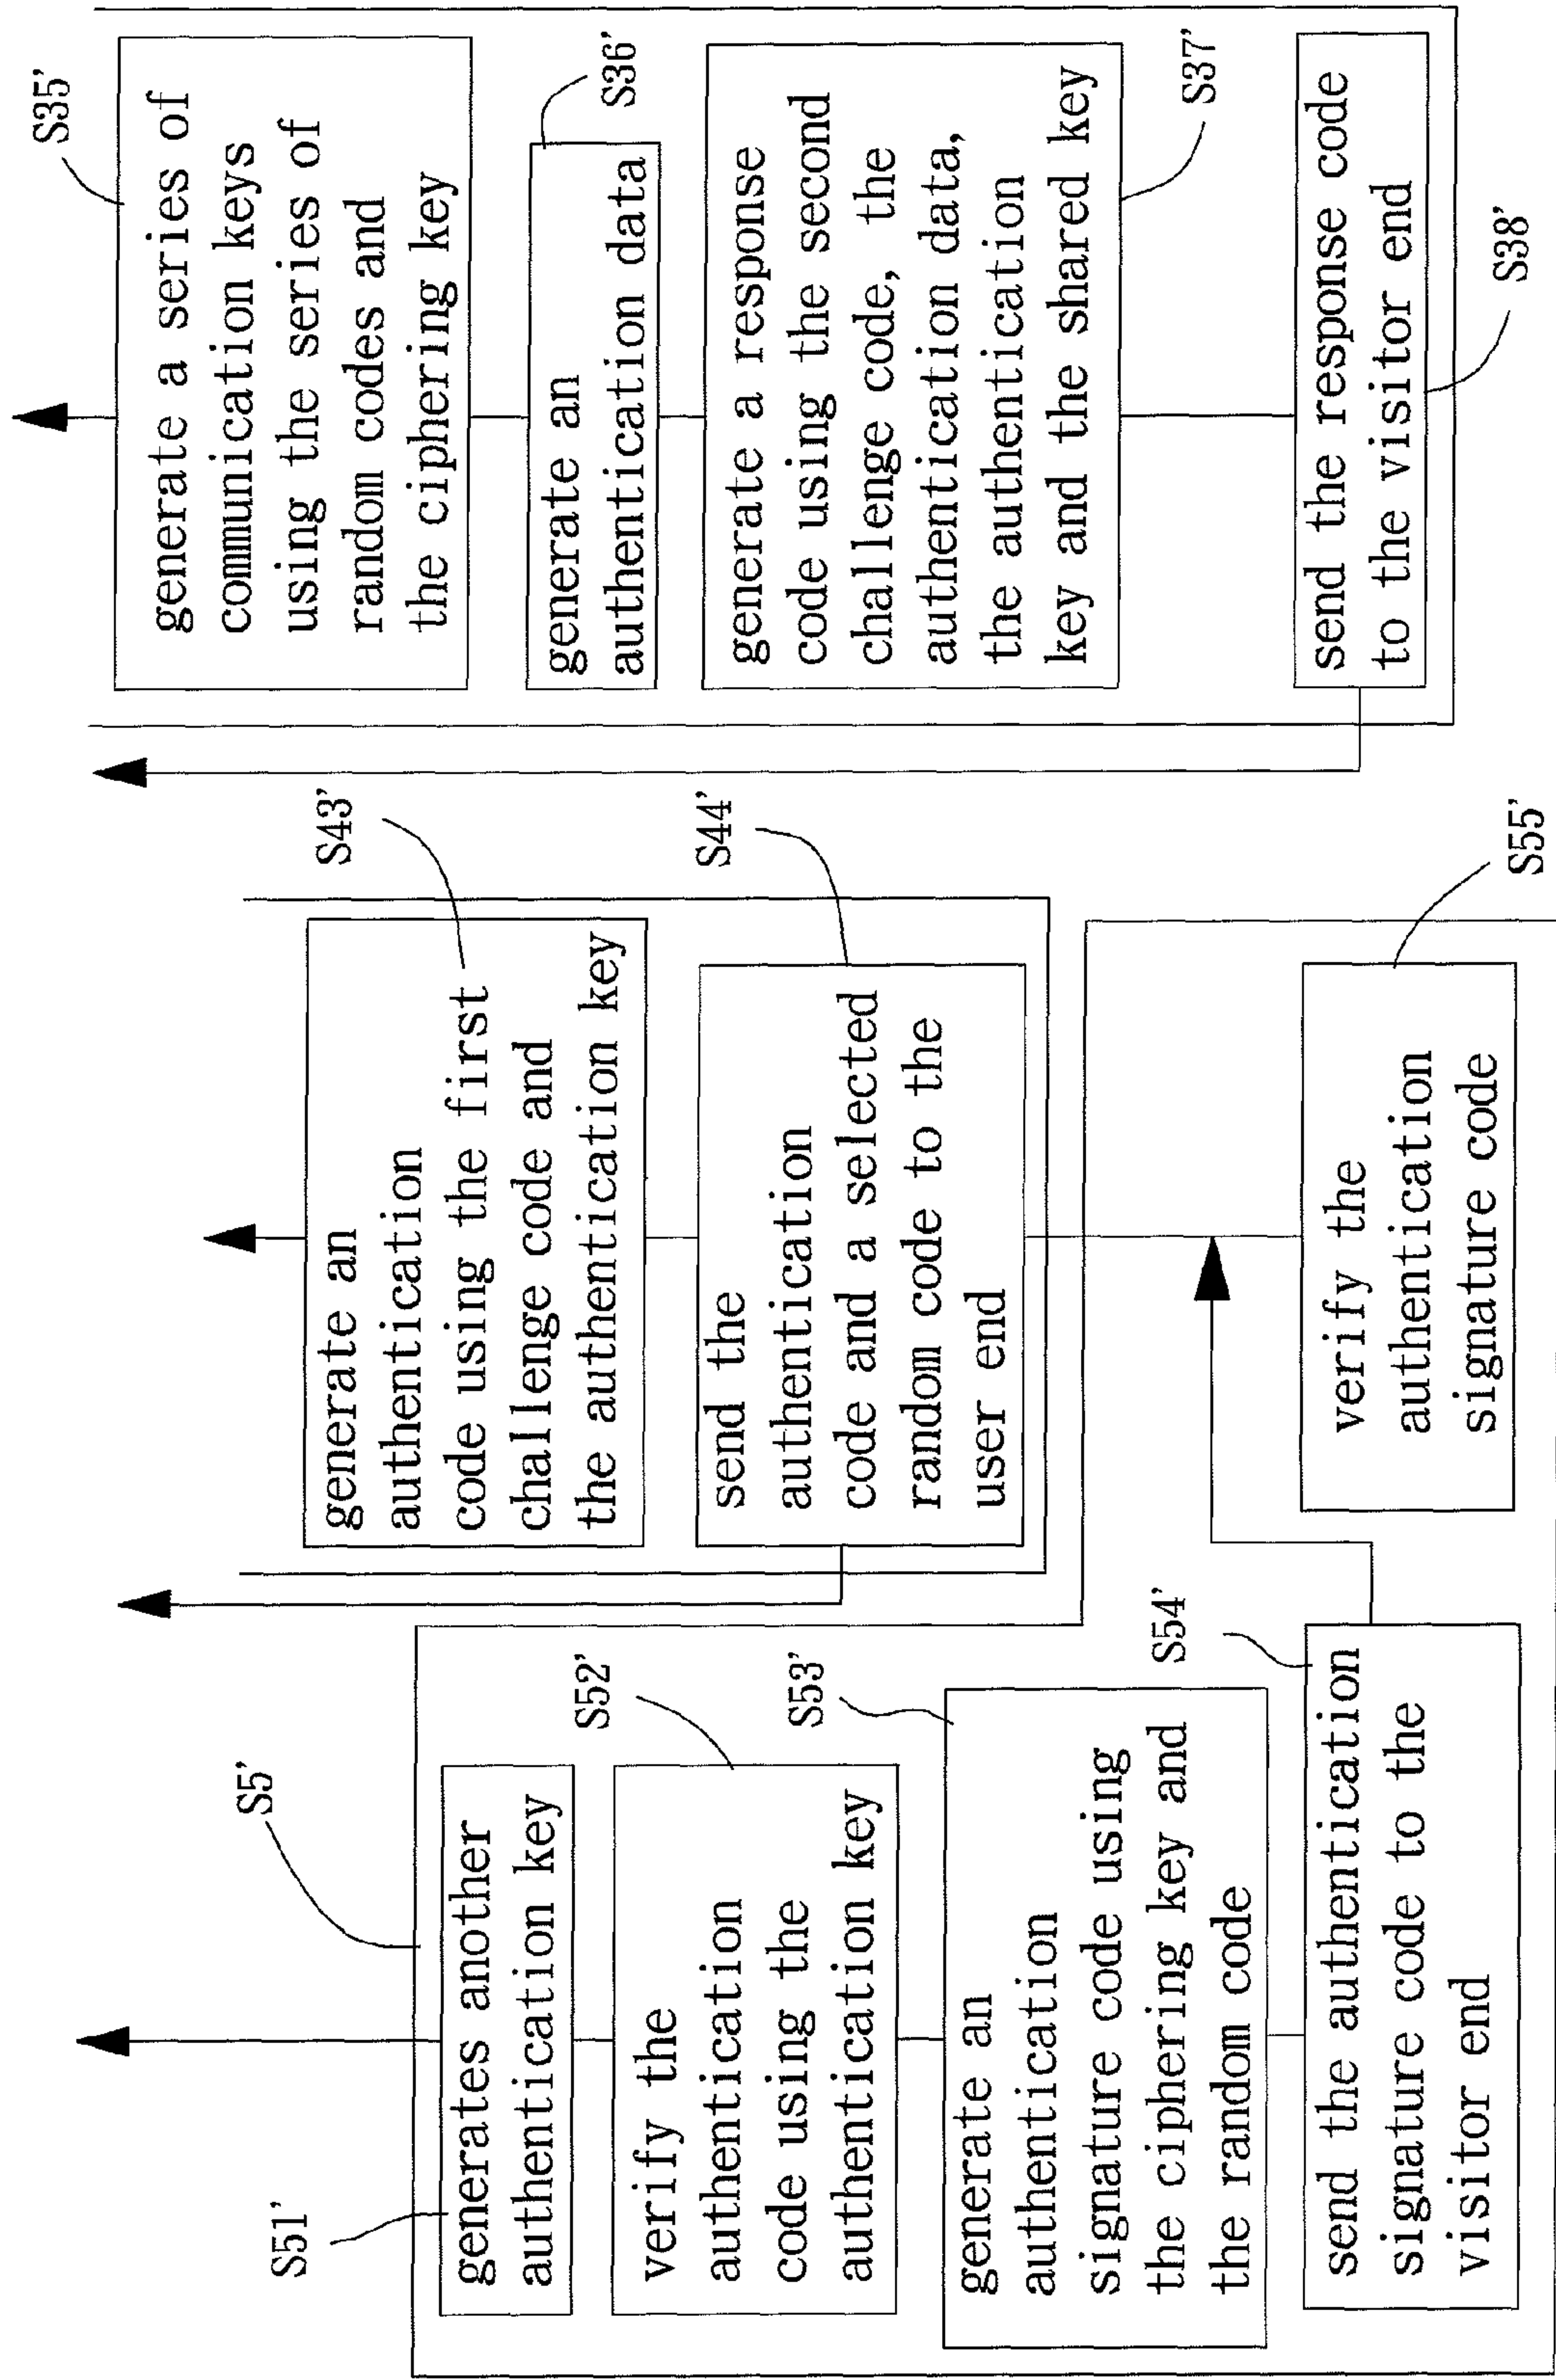 S5'
S51'
generates another
authentication key
S52'
verify the
authentication
code using the
authentication key
S53'
generate an
authentication
signature code using
the ciphering key and
the random code
S54'
send the authentication
signature code to the
visitor end
S43'
generate an
authentication
code using the first
challenge code and
the authentication key
S44'
send the
authentication
code and a selected
random code to the
user end
S55'
verify the
authentication
signature code
S35'
generate a series of
communication keys
using the series of
random codes and
the ciphering key
S36'
generate an
authentication data
S37'
generate a response
code using the second
challenge code, the
authentication data,
the authentication
key and the shared key
S38'
send the response code
to the visitor end